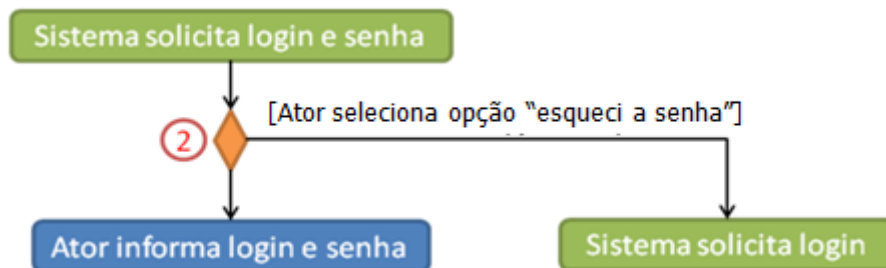 Sistema solicita login e senha
[Ator seleciona opção “esqueci a senha”]
2
Ator informa login e senha
Sistema solicita login